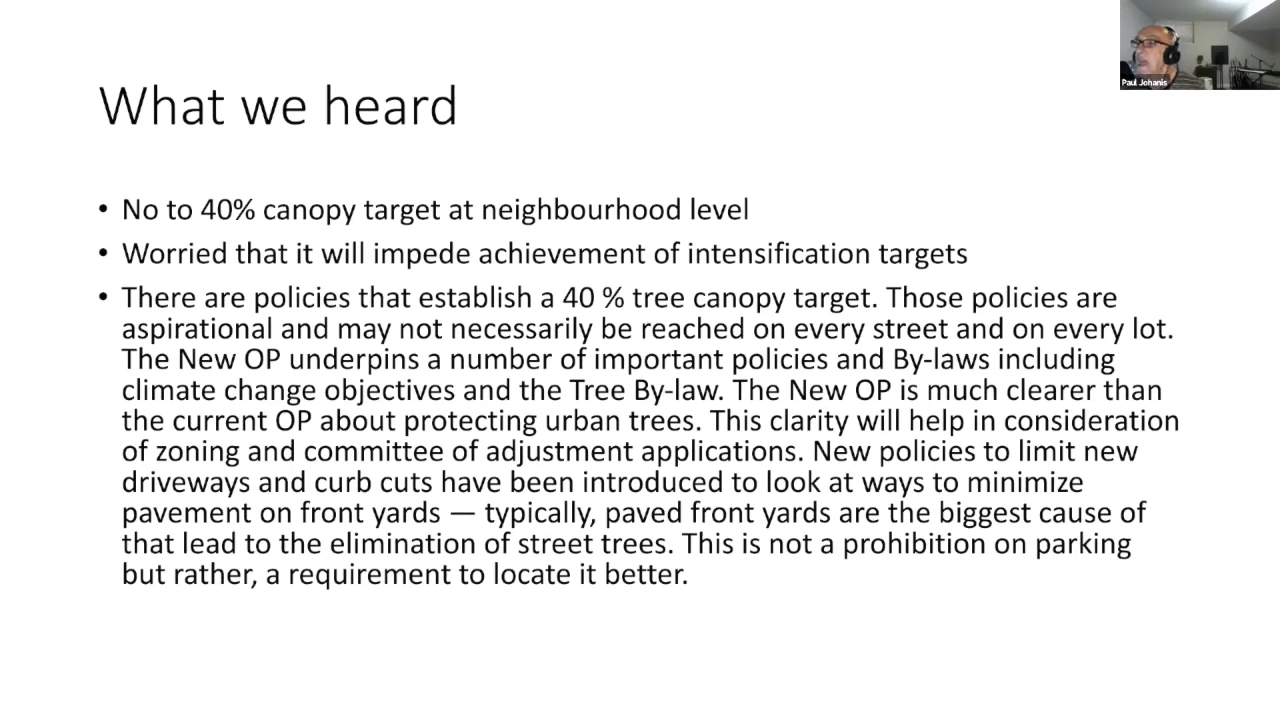 What we heard
• No to 40% canopy target at neighbourhood level
• Worried that it will impede achievement of intensification targets
• There are policies that establish a 40 % tree canopy target. Those policies are
aspirational and may not necessarily be reached on every street and on every lot.
The New OP underpins a number of important policies and By-laws including
climate change objectives and the Tree By-law. The New OP is much clearer than
the current OP about protecting urban trees. This clarity will help in consideration
of zoning and committee of adjustment applications. New policies to limit new
driveways and curb cuts have been introduced to look at ways to minimize
pavement on front yards — typically, paved front yards are the biggest cause of
that lead to the elimination of street trees. This is not a prohibition on parking
but rather, a requirement to locate it better.
Paul Johanis